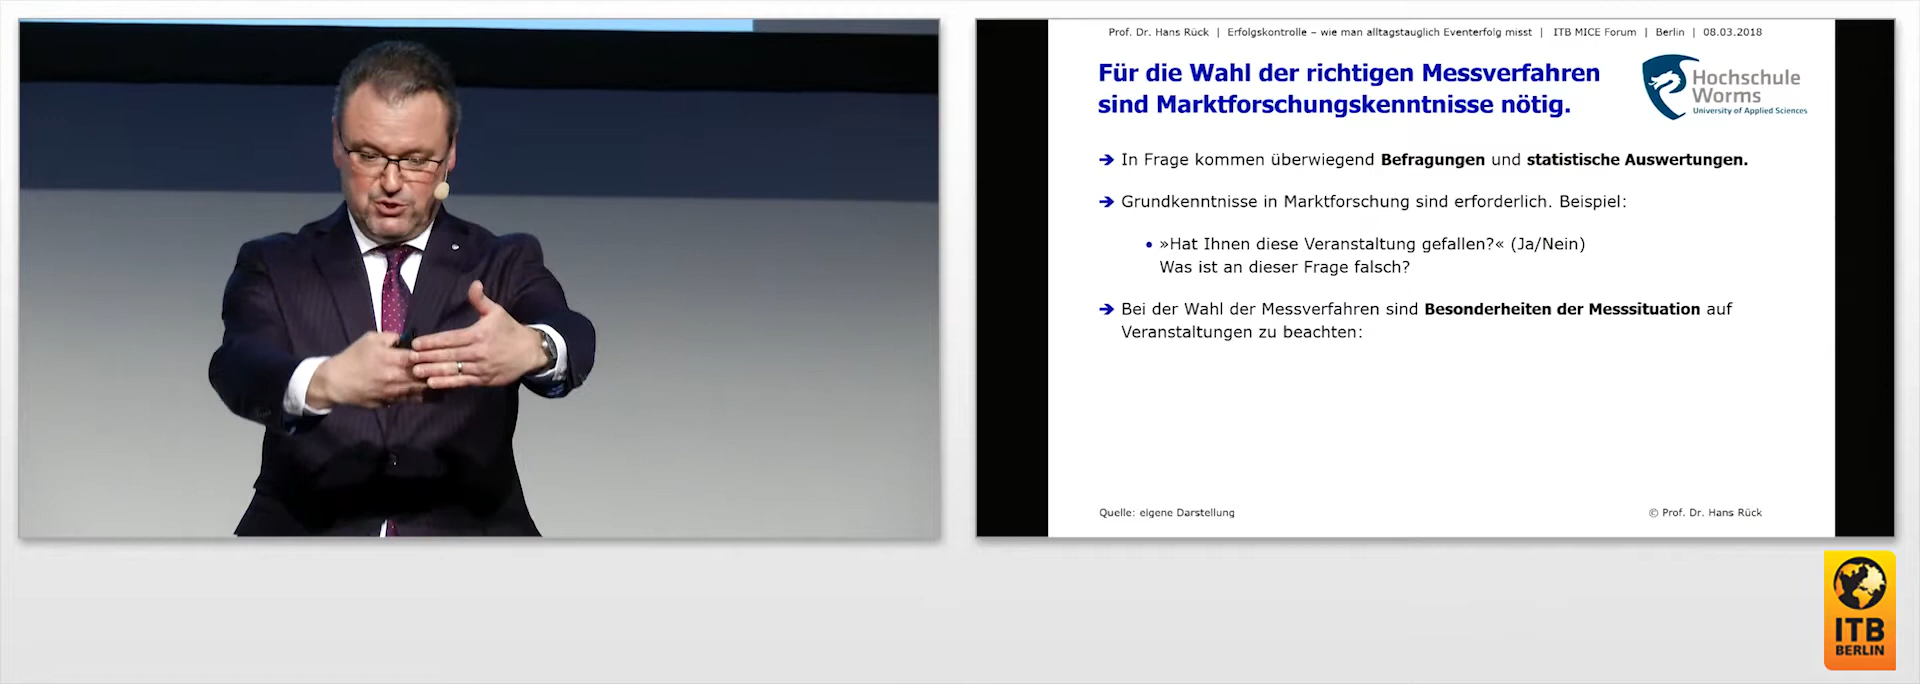 Prof. Dr. Hans Rück | Erfolgskontrolle – wie man alltagstauglich Eventerfolg misst | ITB MICE Forum | Berlin | 08.03.2018
Für die Wahl der richtigen Messverfahren
sind Marktforschungskenntnisse nötig.
Hochschule
Worms
University of Applied Sciences
➔ In Frage kommen überwiegend Befragungen und statistische Auswertungen.
➔ Grundkenntnisse in Marktforschung sind erforderlich. Beispiel:
• »Hat Ihnen diese Veranstaltung gefallen?« (Ja/Nein)
Was ist an dieser Frage falsch?
➔ Bei der Wahl der Messverfahren sind Besonderheiten der Messsituation auf
Veranstaltungen zu beachten:
Quelle: eigene Darstellung
© Prof. Dr. Hans Rück
ITB
BERLIN